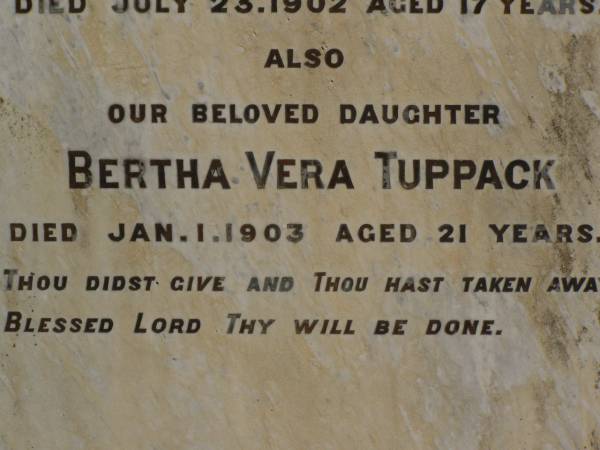 DIED JULY 23.1902 AGED 17 YEARS.
ALSO
OUR BELOVED DAUGHTER
BERTHA VERA TUPPACK
DIED JAN.1.1903 AGED 21 YEARS.
THOU DIDST GIVE AND THOU HAST TAKEN AWAY
BLESSED LORD THY WILL BE DONE.